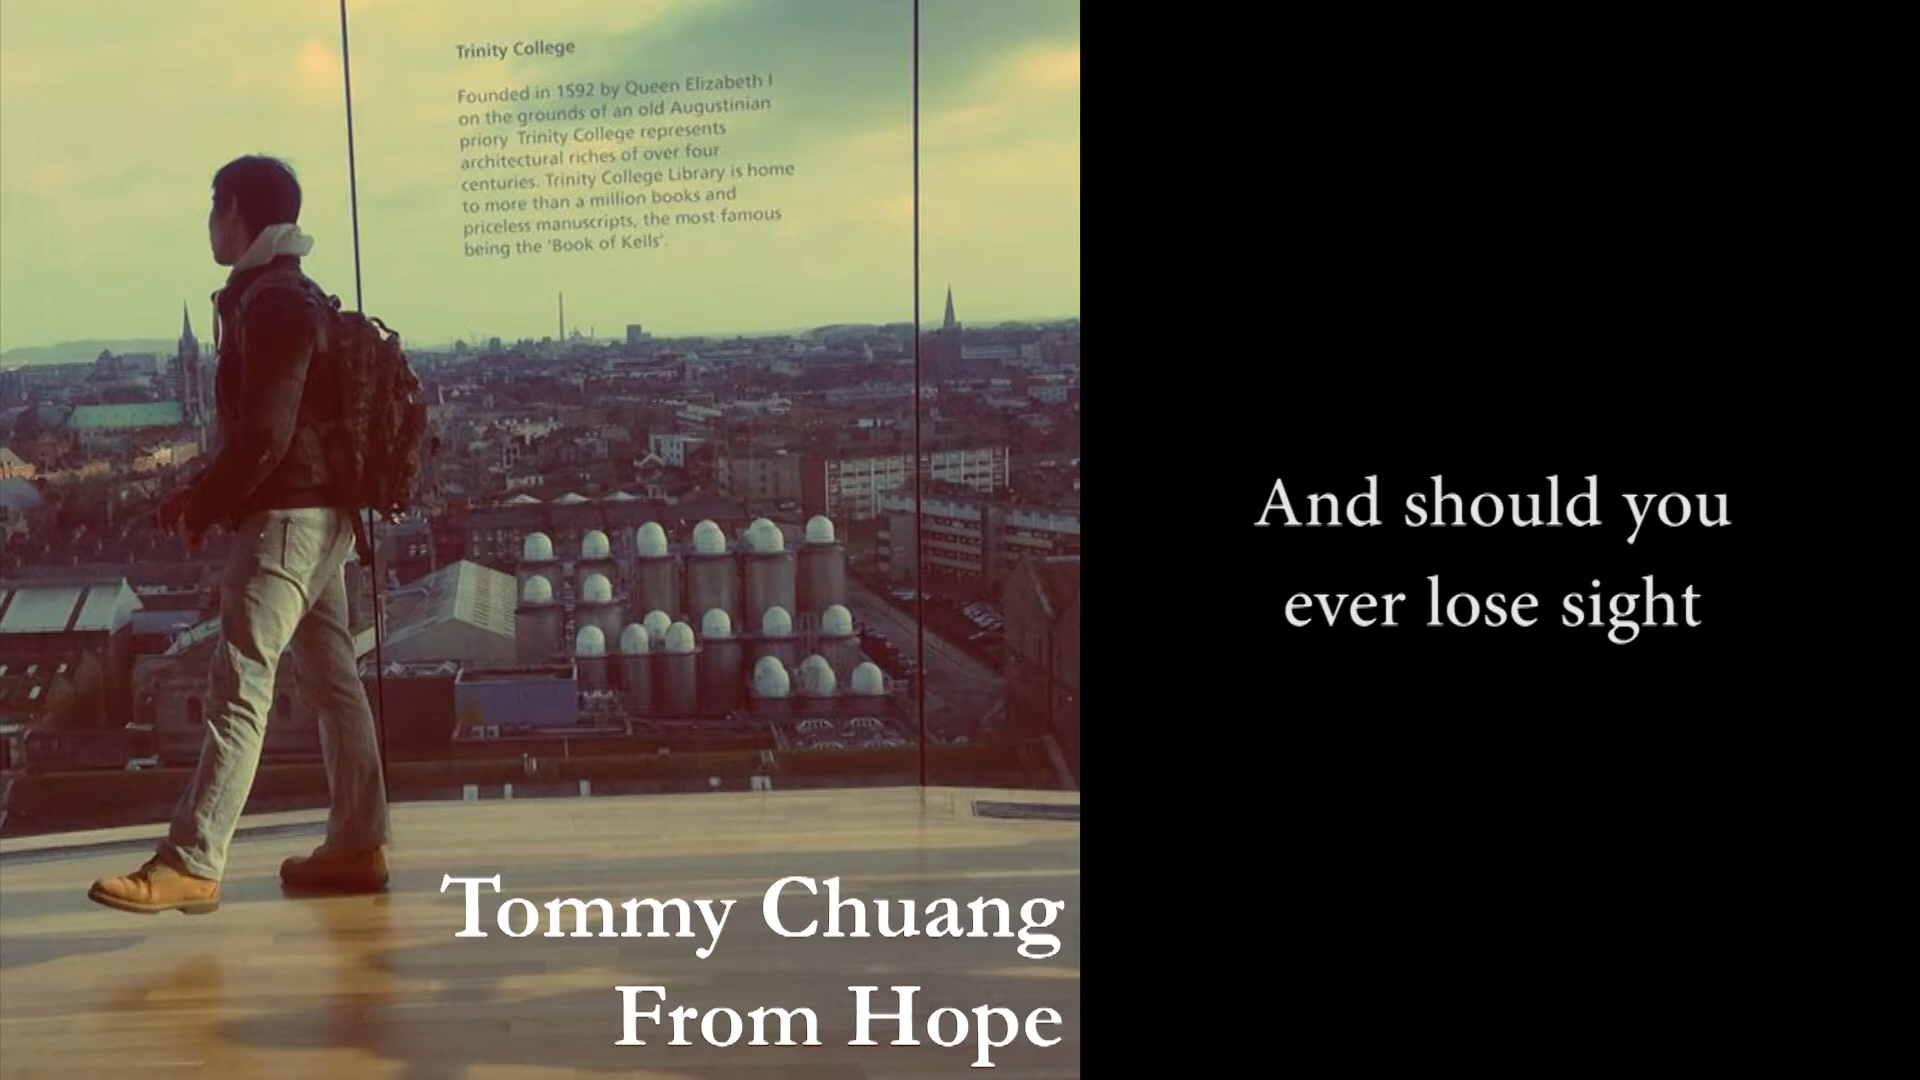 Trinity College
Founded in 1592 by Queen Elizabeth I
on the grounds of an old Augustinian
priory Trinity College represents
architectural riches of over four
centuries. Trinity College Library is home
to more than a million books and
priceless manuscripts, the most famous
being the 'Book of Kells'.
Tommy Chuang
From Hope
And should you
ever lose sight